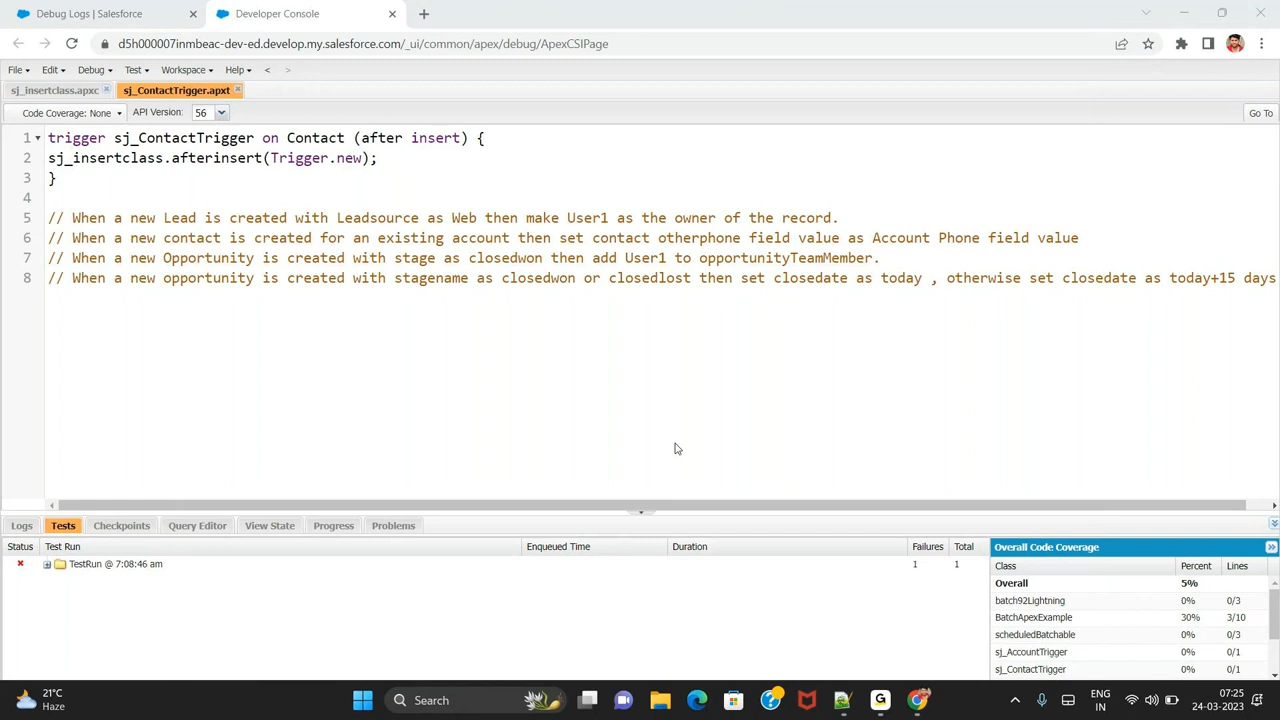 Debug Logs | Salesforce
Developer Console
d5h000007inmbeac-dev-ed.develop.my.salesforce.com/_ui/common/apex/debug/ApexCSIPage
File Edit Debug Test Workspace Help < >
sj_insertclass.apxc sj_ContactTrigger.apxt
Code Coverage: None API Version: 56 Go To
1 trigger sj_ContactTrigger on Contact (after insert) {
2 sj_insertclass.afterinsert(Trigger.new);
3 }
4
5 // When a new Lead is created with Leadsource as Web then make User1 as the owner of the record.
6 // When a new contact is created for an existing account then set contact otherphone field value as Account Phone field value
7 // When a new Opportunity is created with stage as closedwon then add User1 to opportunityTeamMember.
8 // When a new opportunity is created with stagename as closedwon or closedlost then set closedate as today , otherwise set closedate as today+15 days
Logs Tests Checkpoints Query Editor View State Progress Problems
Status Test Run Enqueued Time Duration Failures Total
TestRun @ 7:08:46 am 1 1
Overall Code Coverage
Class Percent Lines
Overall 5%
batch92Lightning 0% 0/3
BatchApexExample 30% 3/10
scheduledBatchable 0% 0/3
sj_AccountTrigger 0% 0/1
sj_ContactTrigger 0% 0/1
21°C
Haze
Search
ENG
IN
07:25
24-03-2023